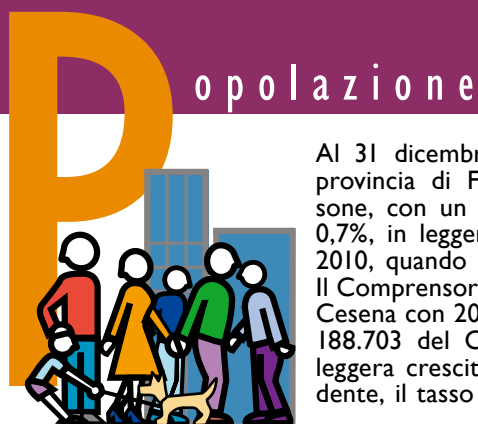 Popolazione
Al 31 dicembr
provincia di F
sone, con un
0,7%, in legger
2010, quando
Il Comprensor
Cesena con 20
188.703 del C
leggera crescit
dente, il tasso